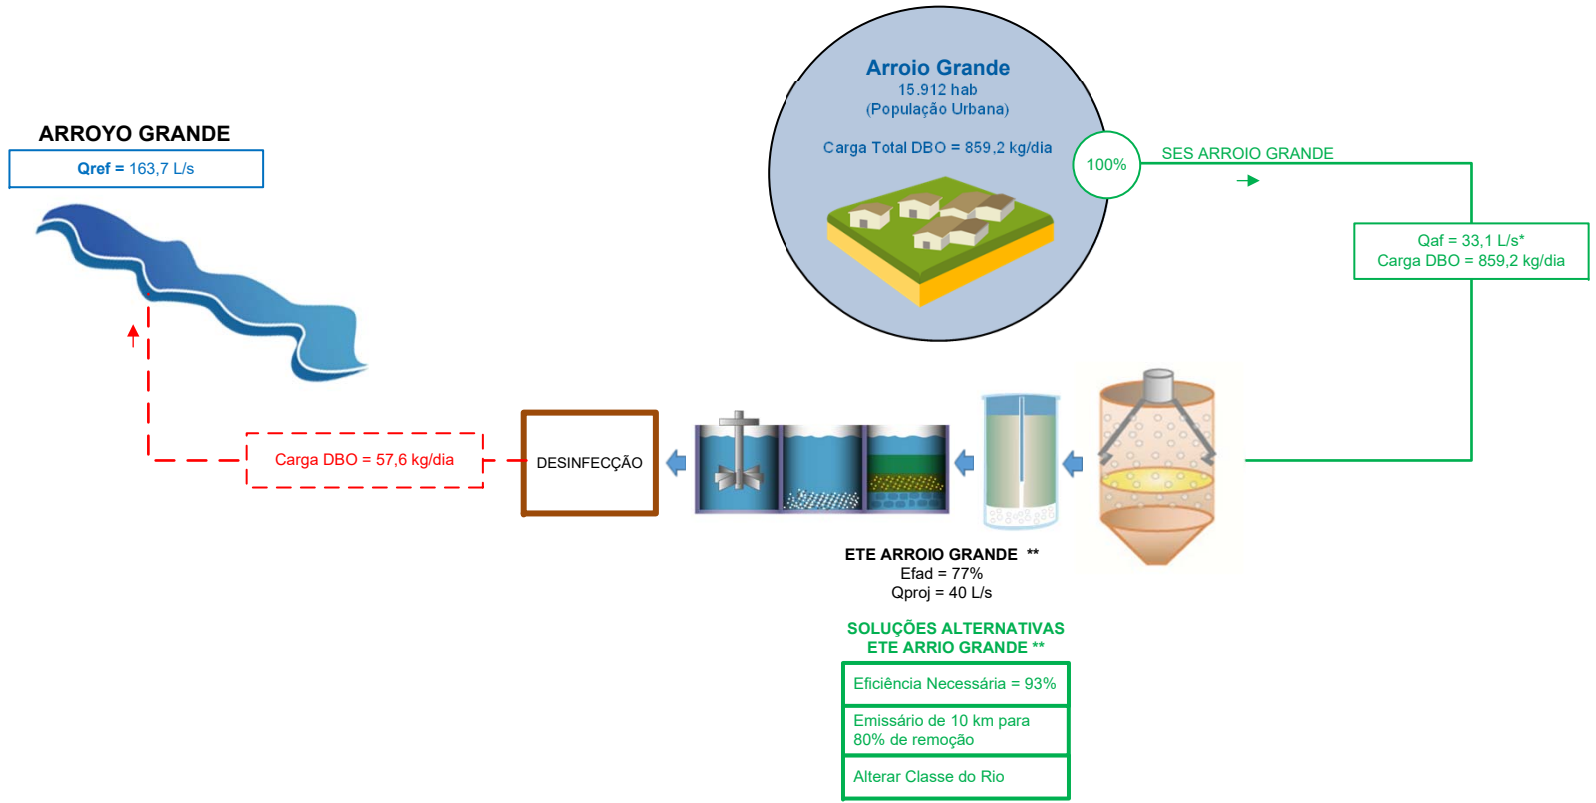 Arroio Grande
15.912 hab
(População Urbana)
Carga Total DBO = 859,2 kg/dia
ARROYO GRANDE
Qref = 163,7 L/s
100%
SES ARROIO GRANDE
Qaf = 33,1 L/s*
Carga DBO = 859,2 kg/dia
Carga DBO = 57,6 kg/dia
DESINFECÇÃO
ETE ARROIO GRANDE **
Efad = 77%
Qproj = 40 L/s
SOLUÇÕES ALTERNATIVAS
ETE ARRIO GRANDE **
Eficiência Necessária = 93%
Emissário de 10 km para
80% de remoção
Alterar Classe do Rio